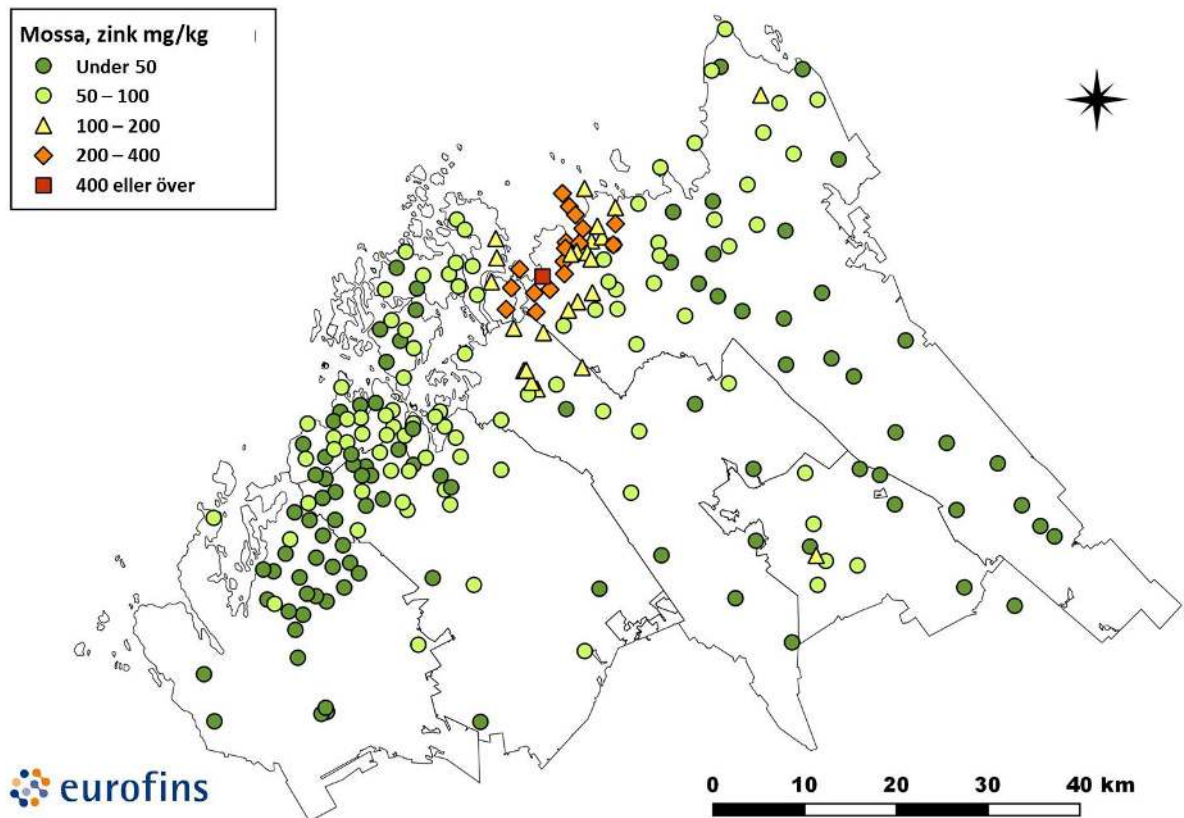 Mossa, zink mg/kg
Under 50
50 – 100
100 – 200
200 – 400
400 eller över
eurofins
0 10 20 30 40 km